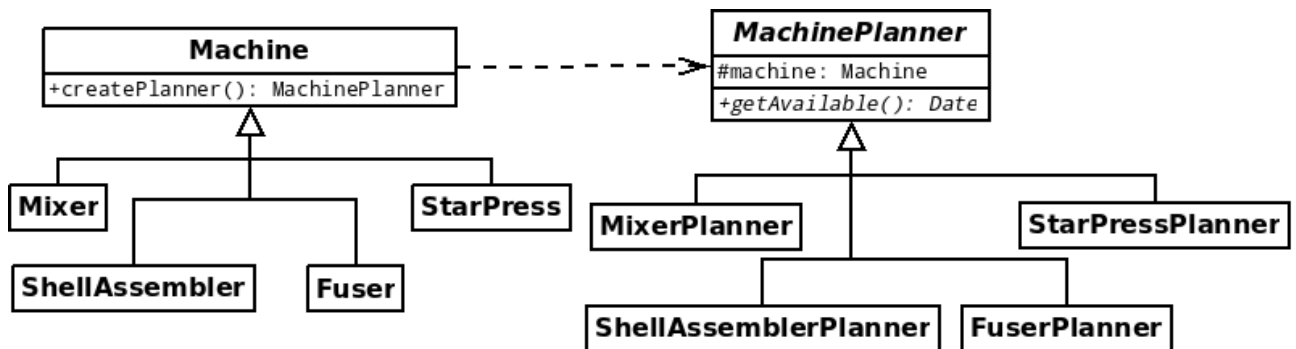 Machine
+createPlanner(): MachinePlanner
MachinePlanner
#machine: Machine
+getAvailable(): Date
Mixer
StarPress
ShellAssembler
Fuser
MixerPlanner
StarPressPlanner
ShellAssemblerPlanner
FuserPlanner